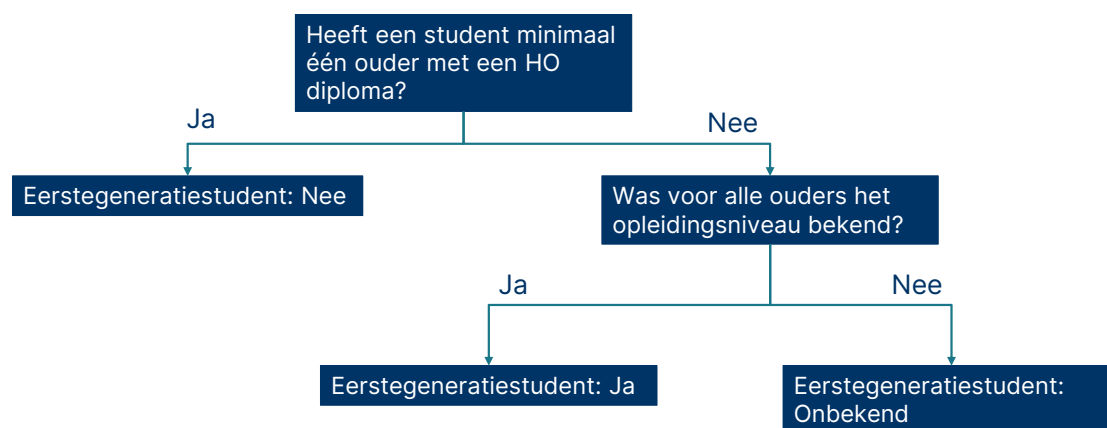 Heeft een student minimaal
één ouder met een HO
diploma?
Ja
Nee
Eerstegeneratiestudent: Nee
Was voor alle ouders het
opleidingsniveau bekend?
Ja
Nee
Eerstegeneratiestudent: Ja
Eerstegeneratiestudent:
Onbekend